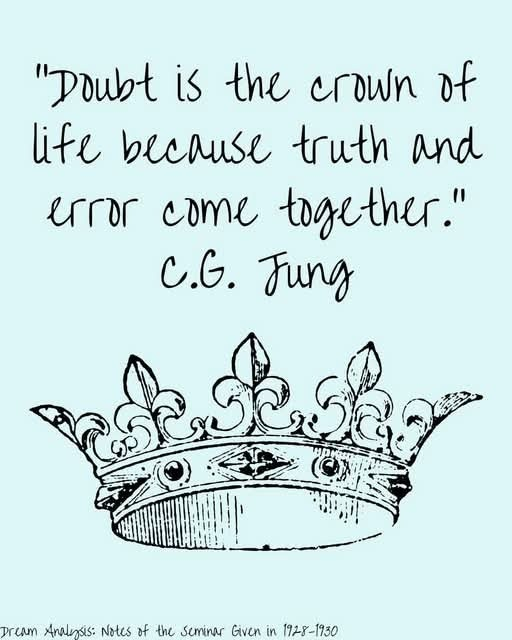 "Doubt is the crown of
life because truth and
error come together."
C.G. Jung
Dream Analysis: Notes of the Seminar Given in 1928-1930